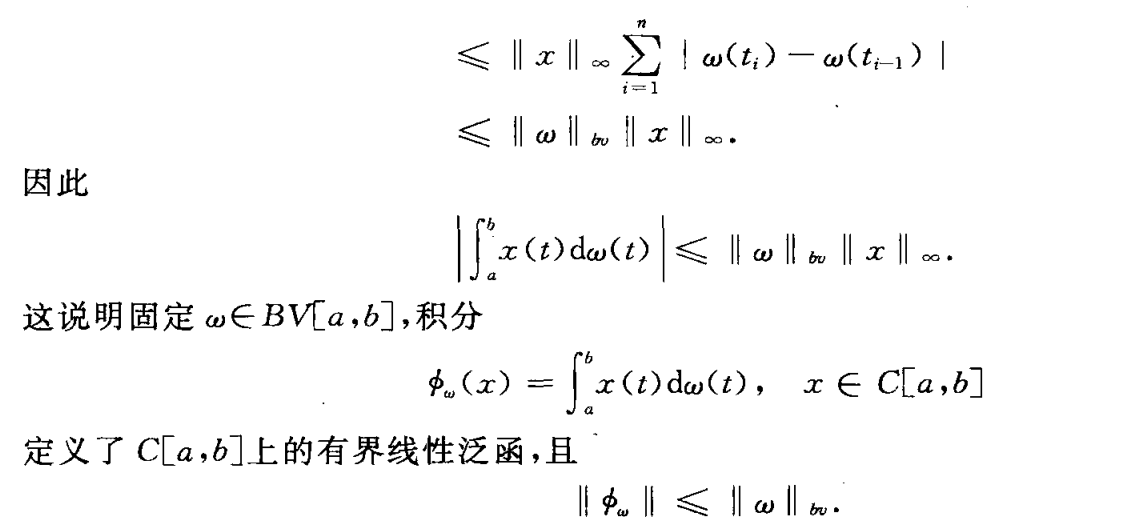 ≤ ‖ x ‖_∞ ∑_{i=1}^{n} | ω(t_i) − ω(t_{i−1}) |
≤ ‖ ω ‖_{bv} ‖ x ‖_∞.
因此
|∫_a^b x(t)dω(t)| ≤ ‖ ω ‖_{bv} ‖ x ‖_∞.
这说明固定 ω∈BV[a,b],积分
ϕ_ω(x) = ∫_a^b x(t)dω(t), x ∈ C[a,b]
定义了 C[a,b]上的有界线性泛函,且
‖ ϕ_ω ‖ ≤ ‖ ω ‖_{bv}.